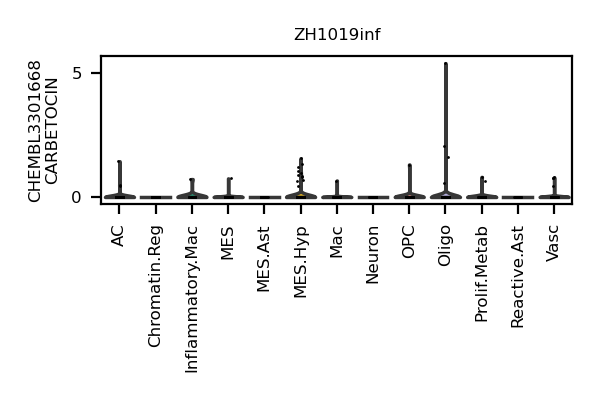 ZH1019inf
CHEMBL3301668
CARBETOCIN
5
0
AC
Chromatin.Reg
Inflammatory.Mac
MES
MES.Ast
MES.Hyp
Mac
Neuron
OPC
Oligo
Prolif.Metab
Reactive.Ast
Vasc